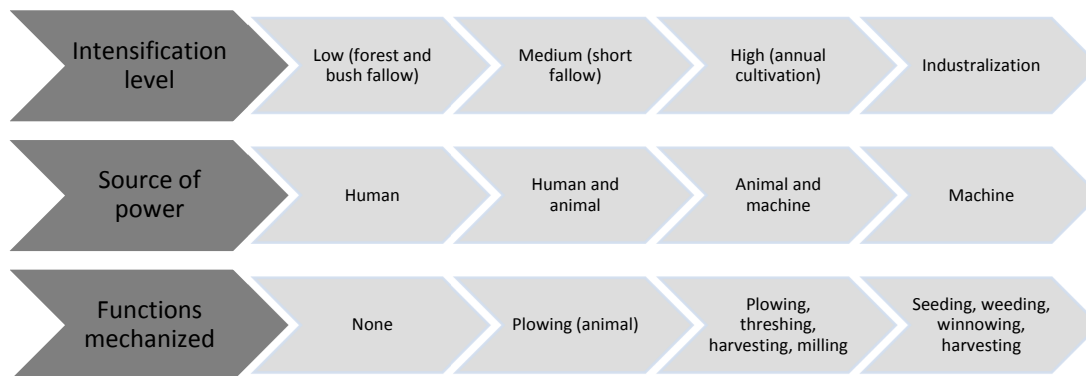 Intensification
level
Low (forest and
bush fallow)
Medium (short
fallow)
High (annual
cultivation)
Industralization
Source of
power
Human
Human and
animal
Animal and
machine
Machine
Functions
mechanized
None
Plowing (animal)
Plowing,
threshing,
harvesting, milling
Seeding, weeding,
winnowing,
harvesting